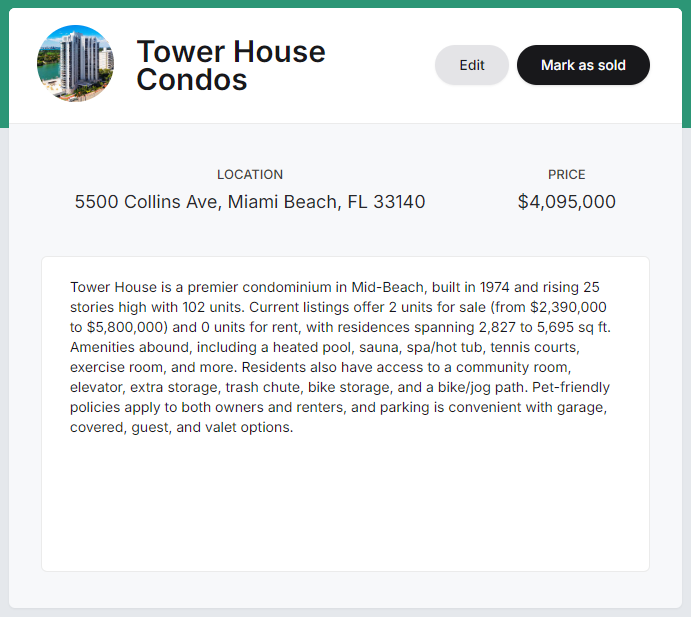 Tower House
Condos
Edit
Mark as sold
LOCATION
5500 Collins Ave, Miami Beach, FL 33140
PRICE
$4,095,000
Tower House is a premier condominium in Mid-Beach, built in 1974 and rising 25
stories high with 102 units. Current listings offer 2 units for sale (from $2,390,000
to $5,800,000) and 0 units for rent, with residences spanning 2,827 to 5,695 sq ft.
Amenities abound, including a heated pool, sauna, spa/hot tub, tennis courts,
exercise room, and more. Residents also have access to a community room,
elevator, extra storage, trash chute, bike storage, and a bike/jog path. Pet-friendly
policies apply to both owners and renters, and parking is convenient with garage,
covered, guest, and valet options.